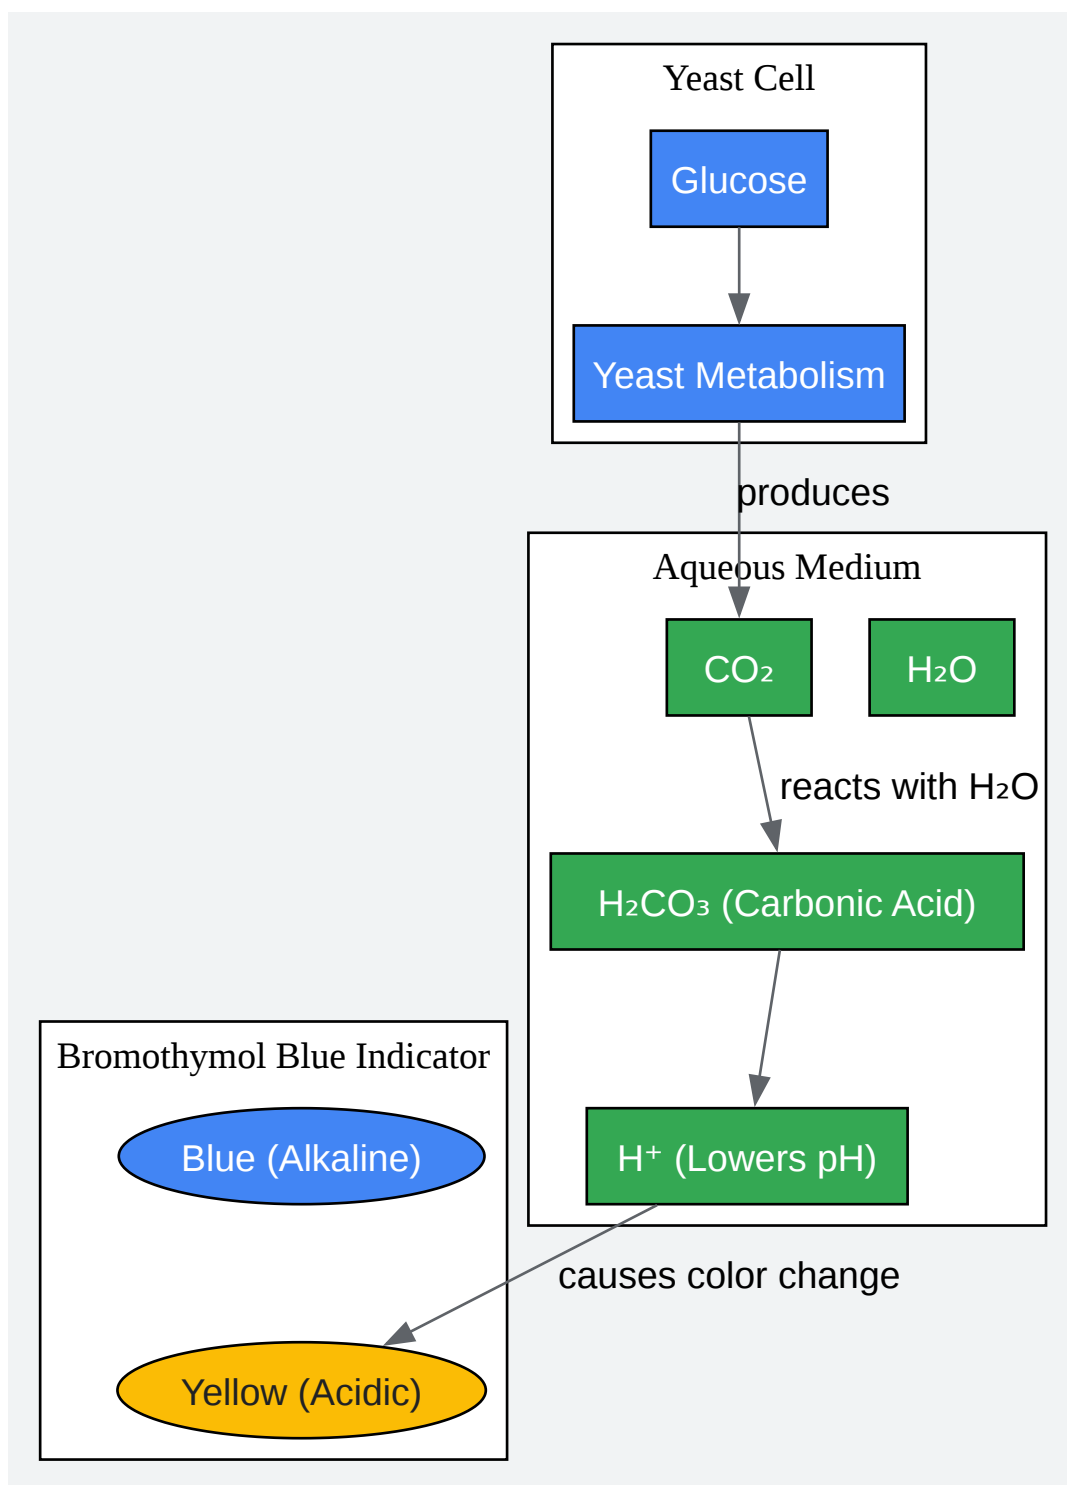 Yeast Cell
Glucose
Yeast Metabolism
produces
Aqueous Medium
CO₂
H₂O
reacts with H₂O
H₂CO₃ (Carbonic Acid)
Bromothymol Blue Indicator
Blue (Alkaline)
H⁺ (Lowers pH)
causes color change
Yellow (Acidic)